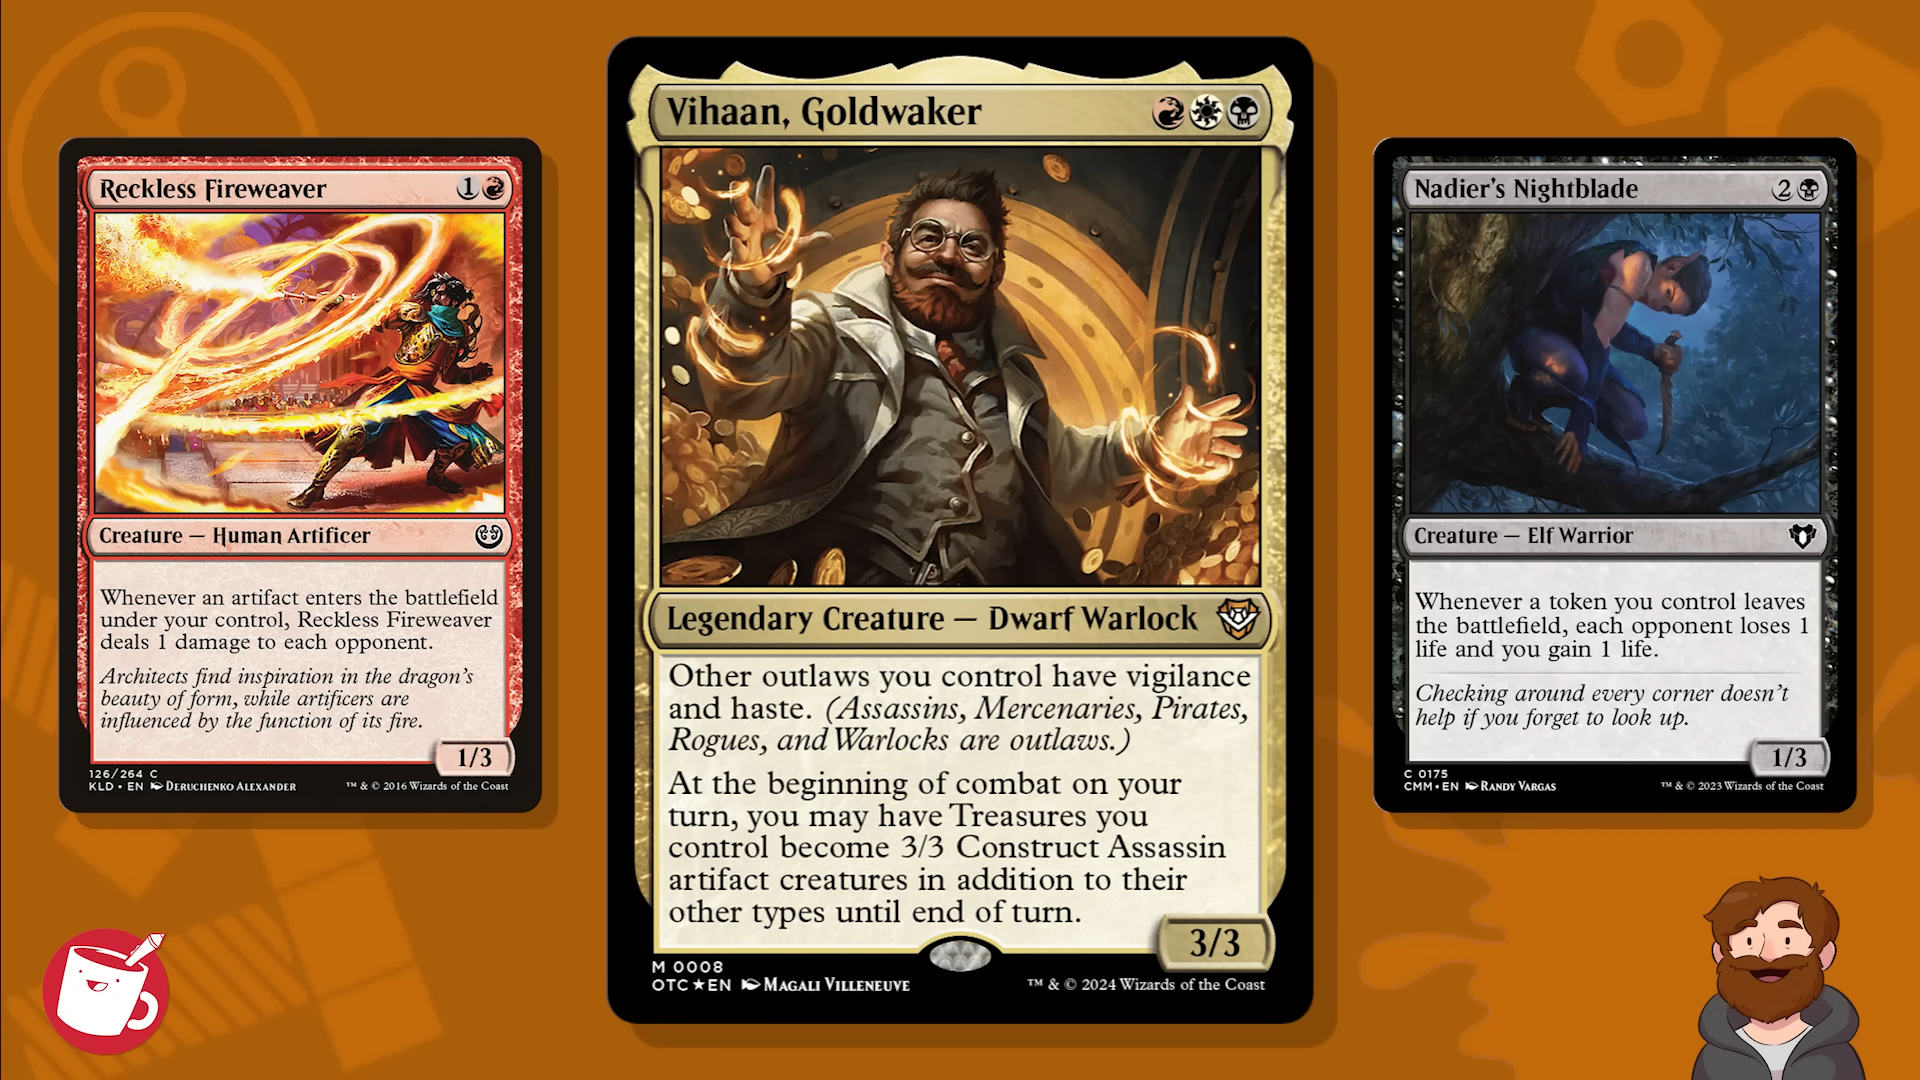 Reckless Fireweaver
1
Creature — Human Artificer
Whenever an artifact enters the battlefield
under your control, Reckless Fireweaver
deals 1 damage to each opponent.
Architects find inspiration in the dragon's
beauty of form, while artificers are
influenced by the function of its fire.
1/3
126/264 C
KLD • EN Deruchenko Alexander
™ & © 2016 Wizards of the Coast
Vihaan, Goldwaker
Legendary Creature — Dwarf Warlock
Other outlaws you control have vigilance
and haste. (Assassins, Mercenaries, Pirates,
Rogues, and Warlocks are outlaws.)
At the beginning of combat on your
turn, you may have Treasures you
control become 3/3 Construct Assassin
artifact creatures in addition to their
other types until end of turn.
3/3
M 0008
OTC★EN Magali Villeneuve
™ & © 2024 Wizards of the Coast
Nadier's Nightblade
2
Creature — Elf Warrior
Whenever a token you control leaves
the battlefield, each opponent loses 1
life and you gain 1 life.
Checking around every corner doesn't
help if you forget to look up.
1/3
C 0175
CMM • EN Randy Vargas
™ & © 2023 Wizards of the Coast